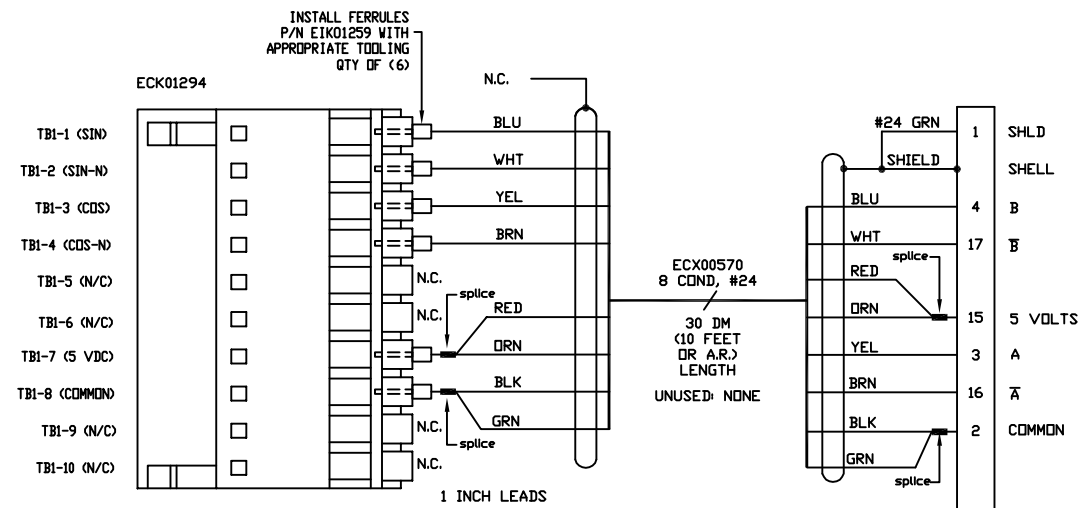 INSTALL FERRULES
P/N EIK01259 WITH
APPROPRIATE TOOLING
QTY OF (6)
ECK01294
N.C.
TB1-1 (SIN)
TB1-2 (SIN-N)
TB1-3 (COS)
TB1-4 (COS-N)
TB1-5 (N/C)
TB1-6 (N/C)
TB1-7 (5 VDC)
TB1-8 (COMMON)
TB1-9 (N/C)
TB1-10 (N/C)
BLU
WHT
YEL
BRN
N.C.
N.C.
splice
RED
ORN
BLK
GRN
splice
N.C.
N.C.
1 INCH LEADS
ECX00570
8 COND, #24
30 DM
(10 FEET
OR A.R.)
LENGTH
UNUSED: NONE
#24 GRN
SHIELD
BLU
WHT
splice
RED
ORN
YEL
BRN
BLK
GRN
splice
1 SHLD
SHELL
4 B
17 B̅
15 5 VOLTS
3 A
16 A̅
2 COMMON